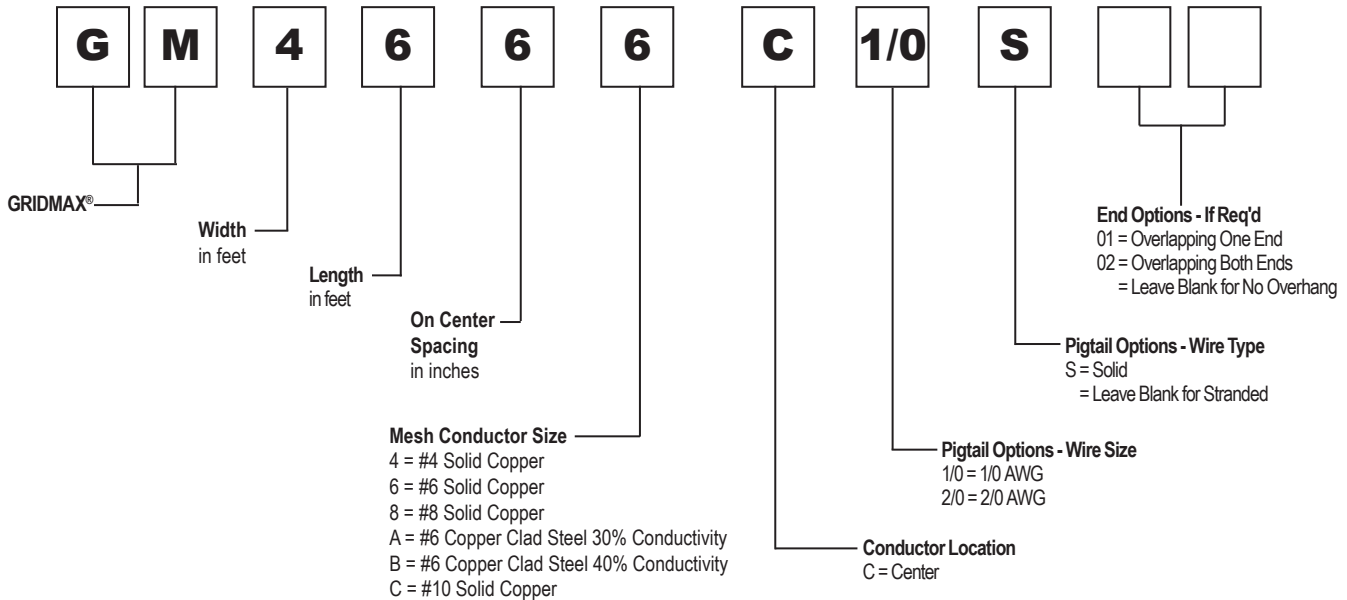 G M 4 6 6 6 C 1/0 S
GRIDMAX®
Width
in feet
Length
in feet
On Center
Spacing
in inches
Mesh Conductor Size
4 = #4 Solid Copper
6 = #6 Solid Copper
8 = #8 Solid Copper
A = #6 Copper Clad Steel 30% Conductivity
B = #6 Copper Clad Steel 40% Conductivity
C = #10 Solid Copper
Conductor Location
C = Center
Pigtail Options - Wire Size
1/0 = 1/0 AWG
2/0 = 2/0 AWG
Pigtail Options - Wire Type
S = Solid
= Leave Blank for Stranded
End Options - If Req'd
01 = Overlapping One End
02 = Overlapping Both Ends
= Leave Blank for No Overhang